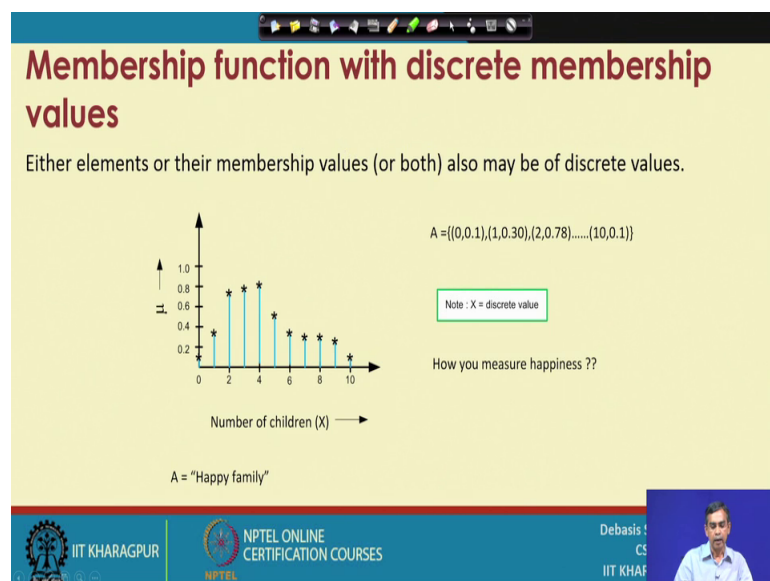 Membership function with discrete membership
values
Either elements or their membership values (or both) also may be of discrete values.
A ={(0,0.1),(1,0.30),(2,0.78)......(10,0.1)}
1.0
0.8
0.6
0.4
0.2
μ
Note : X = discrete value
How you measure happiness ??
0 2 4 6 8 10
Number of children (X)
A = "Happy family"
IIT KHARAGPUR
NPTEL
NPTEL ONLINE
CERTIFICATION COURSES
Debasis
CS
IIT KHAR